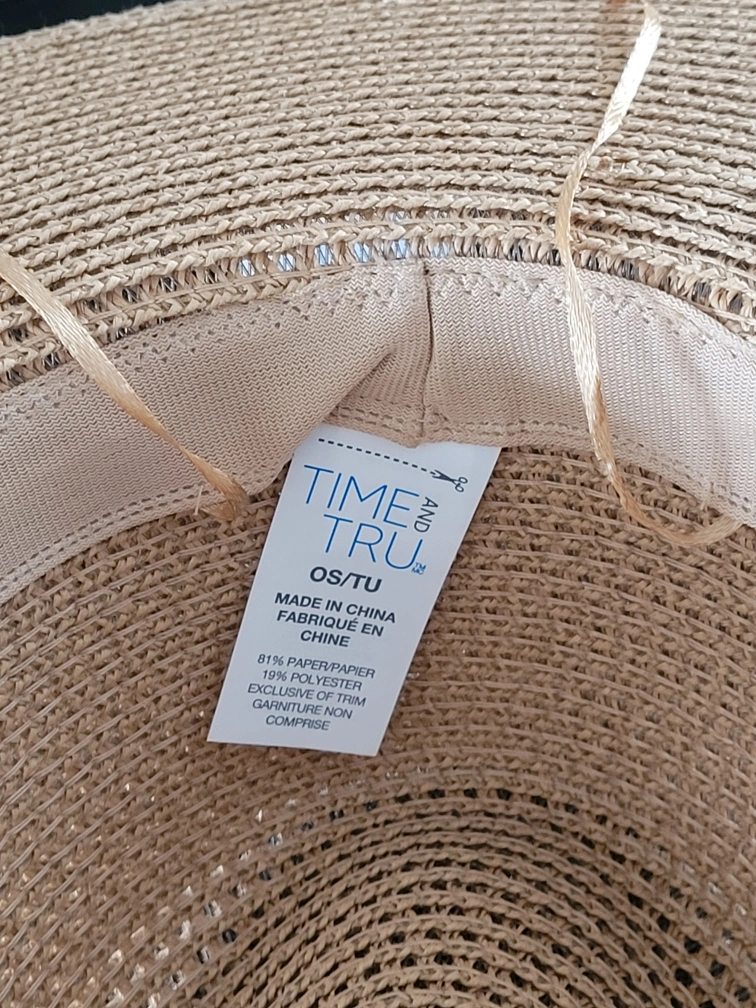 TIME AND
TRU™MC
OS/TU
MADE IN CHINA
FABRIQUÉ EN
CHINE
81% PAPER/PAPIER
19% POLYESTER
EXCLUSIVE OF TRIM
GARNITURE NON
COMPRISE